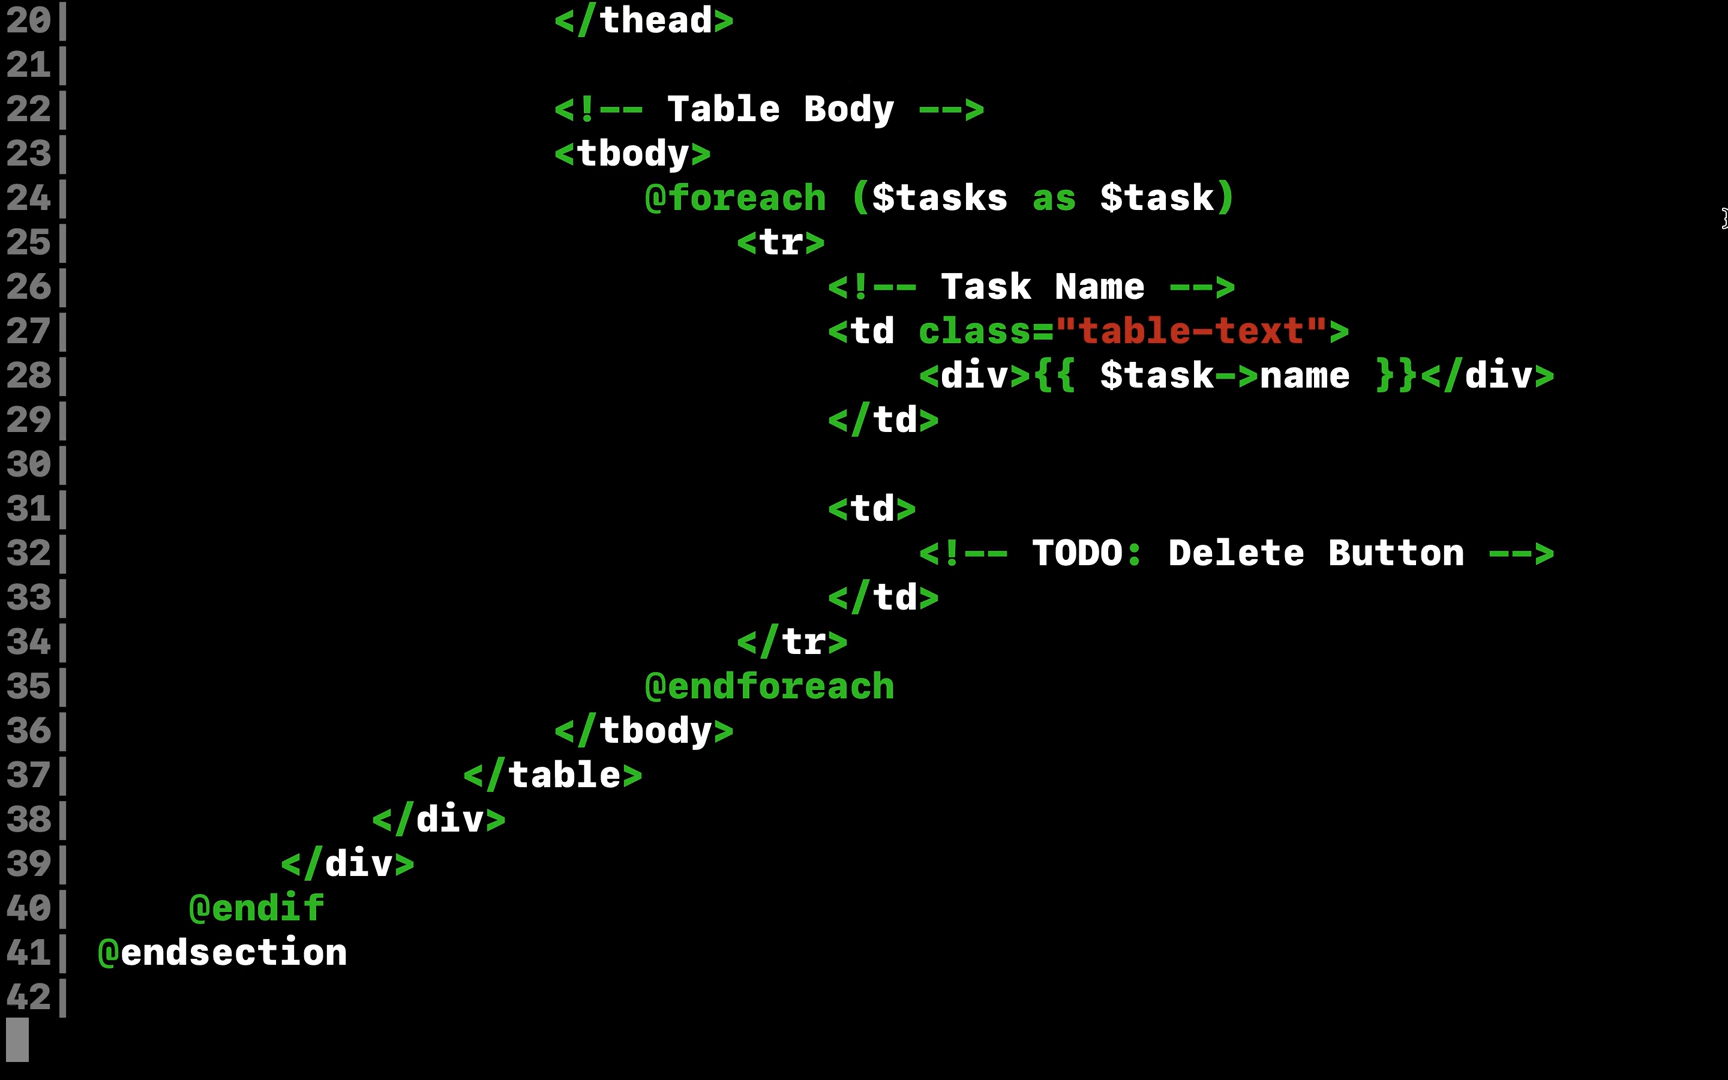 20|                     </thead>
21|
22|                     <!-- Table Body -->
23|                     <tbody>
24|                         @foreach ($tasks as $task)
25|                             <tr>
26|                                 <!-- Task Name -->
27|                                 <td class="table-text">
28|                                     <div>{{ $task->name }}</div>
29|                                 </td>
30|
31|                                 <td>
32|                                     <!-- TODO: Delete Button -->
33|                                 </td>
34|                             </tr>
35|                         @endforeach
36|                     </tbody>
37|                 </table>
38|             </div>
39|         </div>
40|     @endif
41| @endsection
42|